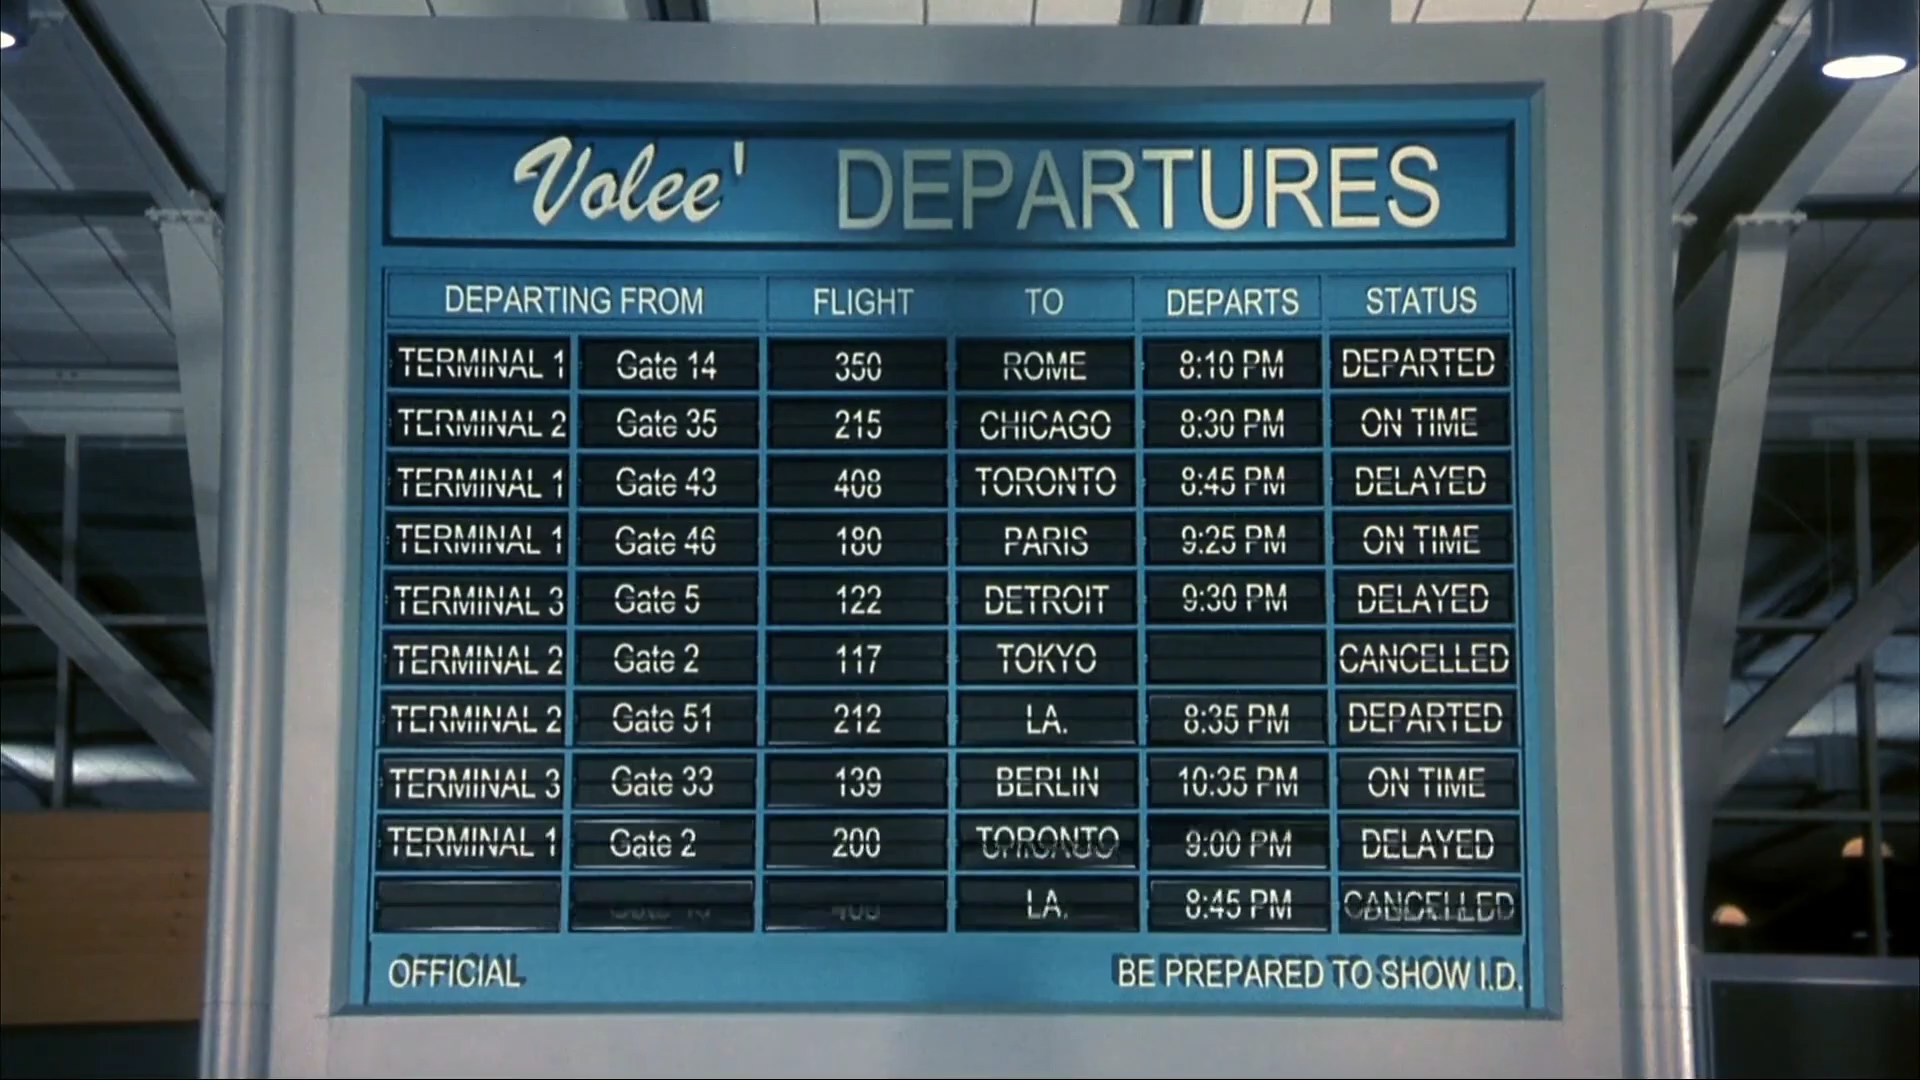 Volee' DEPARTURES
DEPARTING FROM FLIGHT TO DEPARTS STATUS
TERMINAL 1 Gate 14 350 ROME 8:10 PM DEPARTED
TERMINAL 2 Gate 35 215 CHICAGO 8:30 PM ON TIME
TERMINAL 1 Gate 43 408 TORONTO 8:45 PM DELAYED
TERMINAL 1 Gate 46 180 PARIS 9:25 PM ON TIME
TERMINAL 3 Gate 5 122 DETROIT 9:30 PM DELAYED
TERMINAL 2 Gate 2 117 TOKYO CANCELLED
TERMINAL 2 Gate 51 212 LA. 8:35 PM DEPARTED
TERMINAL 3 Gate 33 139 BERLIN 10:35 PM ON TIME
TERMINAL 1 Gate 2 200 9:00 PM DELAYED
LA. 8:45 PM CANCELLED
OFFICIAL BE PREPARED TO SHOW I.D.